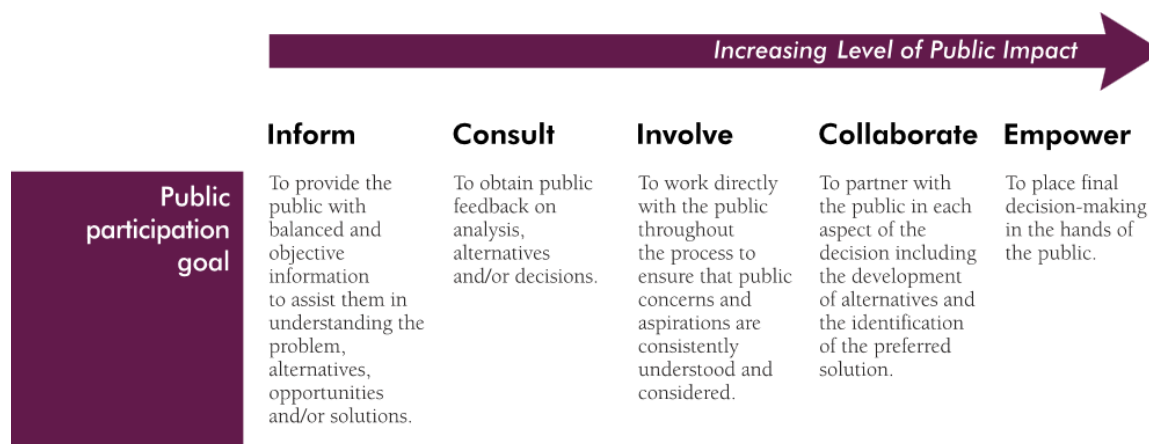 Increasing Level of Public Impact
Inform
Consult
Involve
Collaborate
Empower
Public
participation
goal
To provide the
public with
balanced and
objective
information
to assist them in
understanding the
problem,
alternatives,
opportunities
and/or solutions.
To obtain public
feedback on
analysis,
alternatives
and/or decisions.
To work directly
with the public
throughout
the process to
ensure that public
concerns and
aspirations are
consistently
understood and
considered.
To partner with
the public in each
aspect of the
decision including
the development
of alternatives and
the identification
of the preferred
solution.
To place final
decision-making
in the hands of
the public.